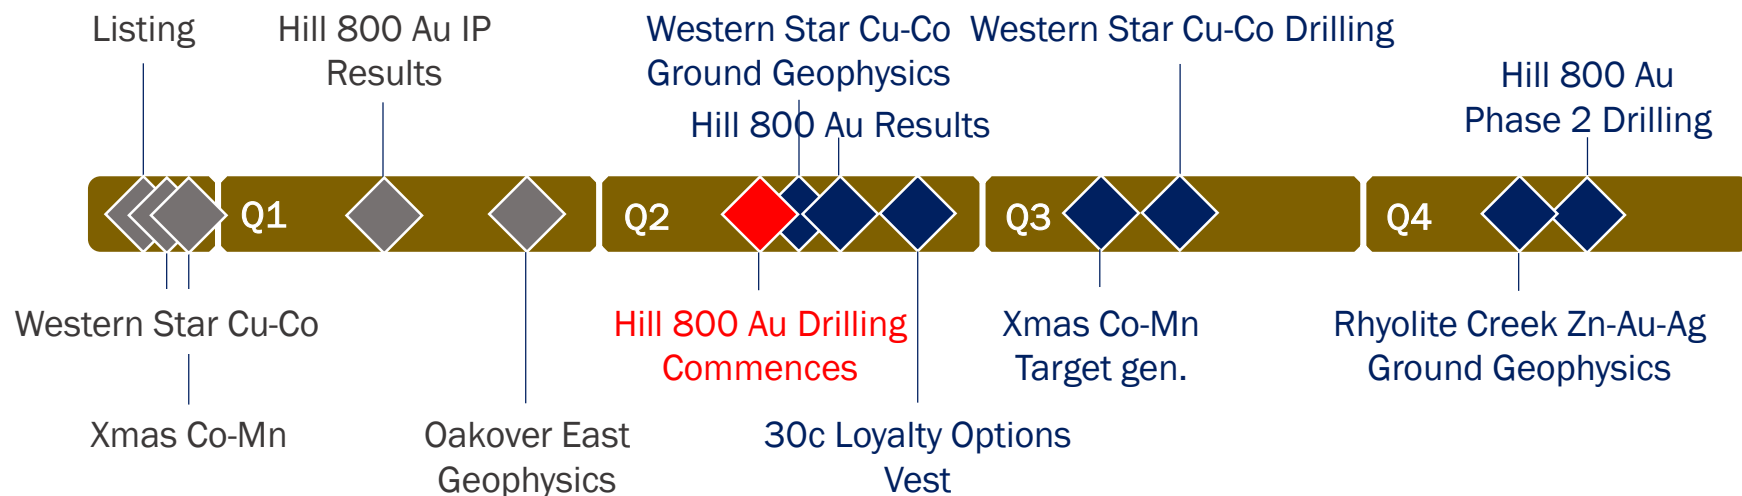 Listing
Hill 800 Au IP
Results
Western Star Cu-Co
Ground Geophysics
Hill 800 Au Results
Western Star Cu-Co Drilling
Hill 800 Au
Phase 2 Drilling
Q1
Q2
Q3
Q4
Western Star Cu-Co
Xmas Co-Mn
Oakover East
Geophysics
Hill 800 Au Drilling
Commences
30c Loyalty Options
Vest
Xmas Co-Mn
Target gen.
Rhyolite Creek Zn-Au-Ag
Ground Geophysics